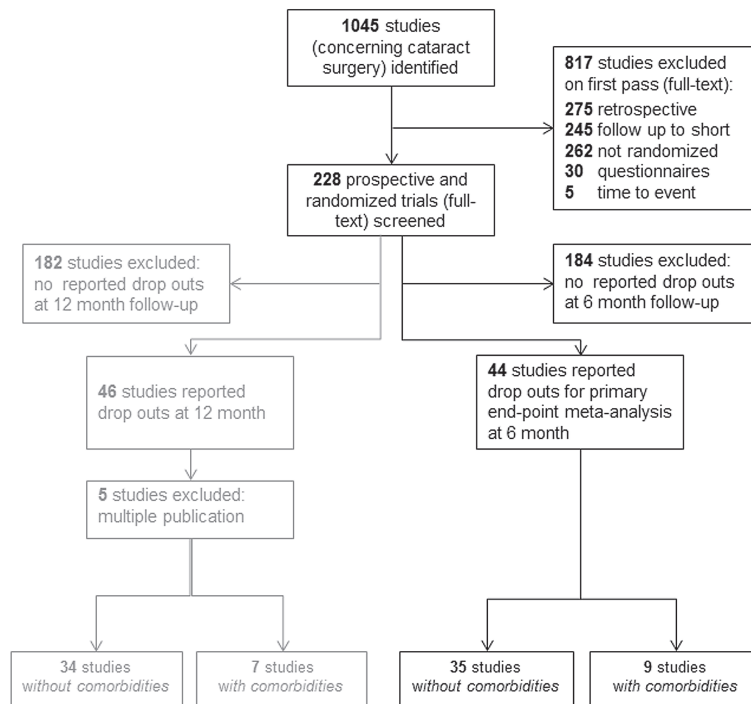 1045 studies
(concerning cataract
surgery) identified
817 studies excluded
on first pass (full-text):
275 retrospective
245 follow up to short
262 not randomized
30 questionnaires
5 time to event
228 prospective and
randomized trials (full-
text) screened
182 studies excluded:
no reported drop outs
at 12 month follow-up
184 studies excluded:
no reported drop outs
at 6 month follow-up
46 studies reported
drop outs at 12 month
44 studies reported
drop outs for primary
end-point meta-analysis
at 6 month
5 studies excluded:
multiple publication
34 studies
without comorbidities
7 studies
with comorbidities
35 studies
without comorbidities
9 studies
with comorbidities